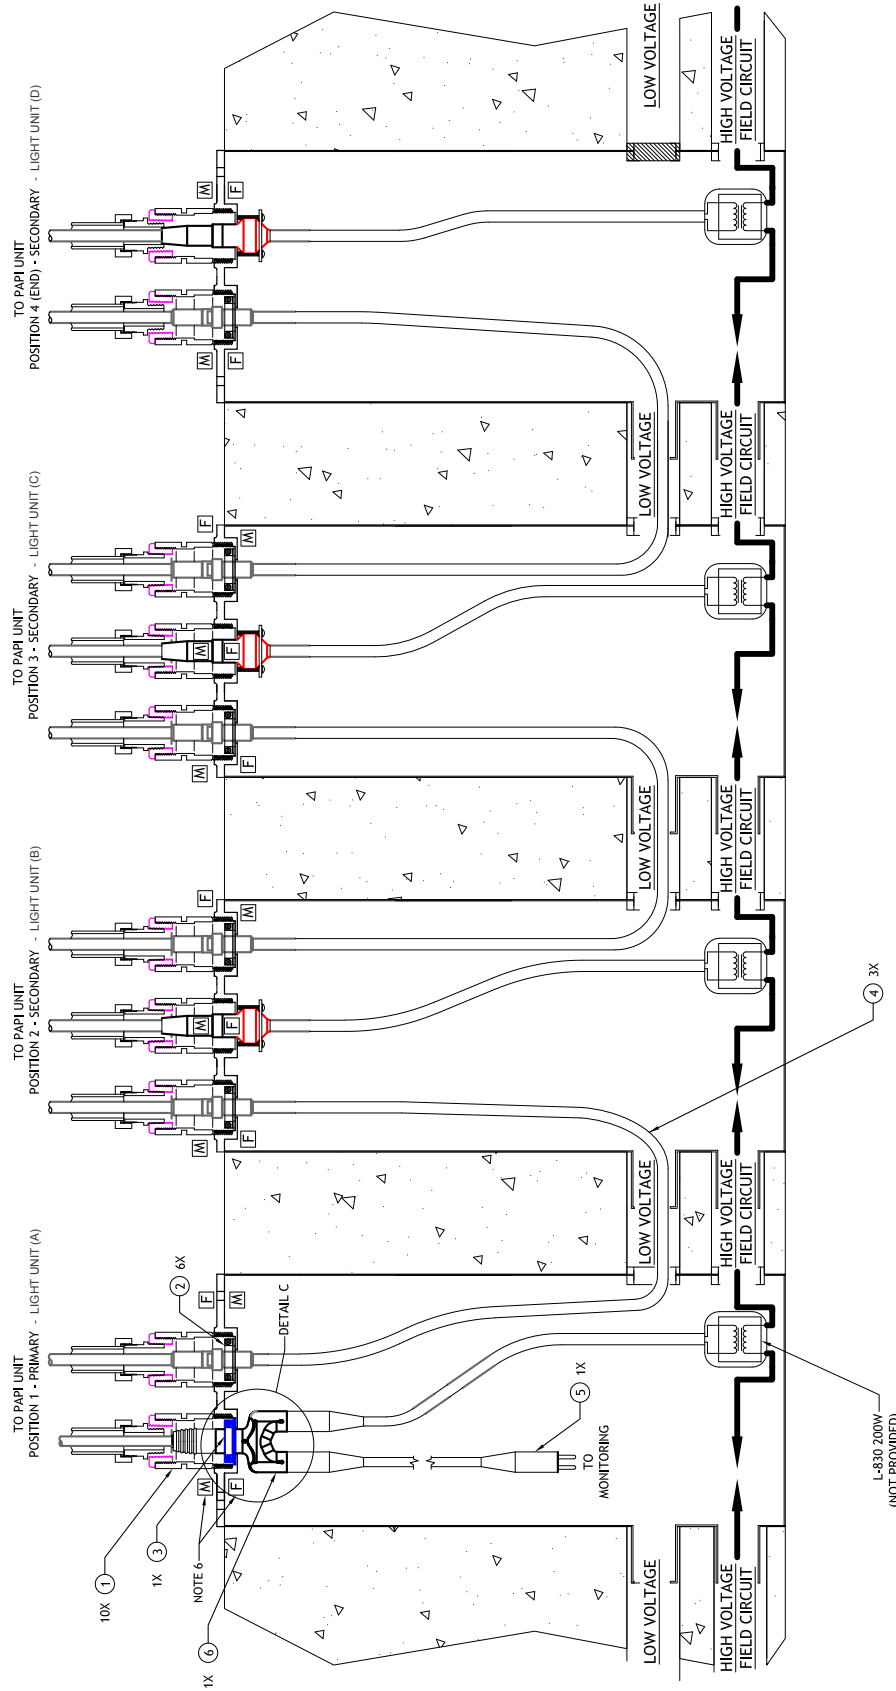 TO PAPI UNIT
POSITION 1 - PRIMARY - LIGHT UNIT (A)
TO PAPI UNIT
POSITION 2 - SECONDARY - LIGHT UNIT (B)
TO PAPI UNIT
POSITION 3 - SECONDARY - LIGHT UNIT (C)
TO PAPI UNIT
POSITION 4 (END) - SECONDARY - LIGHT UNIT (D)
10X 1
1X 3
NOTE 6
1X 6
2 6X
M
F
M
M
F
M
M
F
M
M
F
M
F
F
M
F
F
M
F
F
DETAIL C
5 1X
TO
MONITORING
LOW VOLTAGE
LOW VOLTAGE
LOW VOLTAGE
LOW VOLTAGE
LOW VOLTAGE
HIGH VOLTAGE
FIELD CIRCUIT
HIGH VOLTAGE
FIELD CIRCUIT
HIGH VOLTAGE
FIELD CIRCUIT
HIGH VOLTAGE
FIELD CIRCUIT
HIGH VOLTAGE
FIELD CIRCUIT
4 3X
L-830 200W
(NOT PROVIDED)